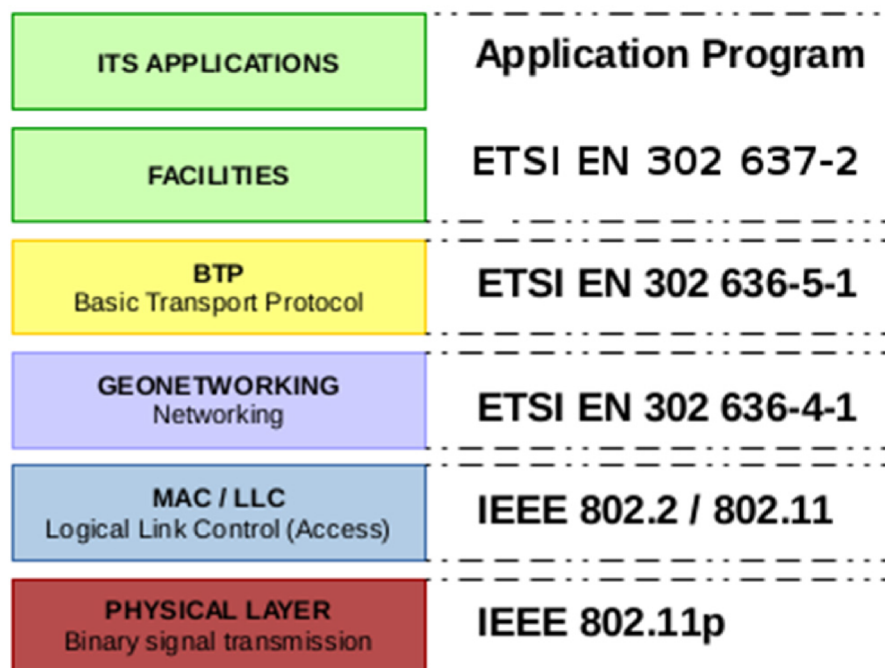 ITS APPLICATIONS
Application Program
FACILITIES
ETSI EN 302 637-2
BTP
Basic Transport Protocol
ETSI EN 302 636-5-1
GEONETWORKING
Networking
ETSI EN 302 636-4-1
MAC / LLC
Logical Link Control (Access)
IEEE 802.2 / 802.11
PHYSICAL LAYER
Binary signal transmission
IEEE 802.11p